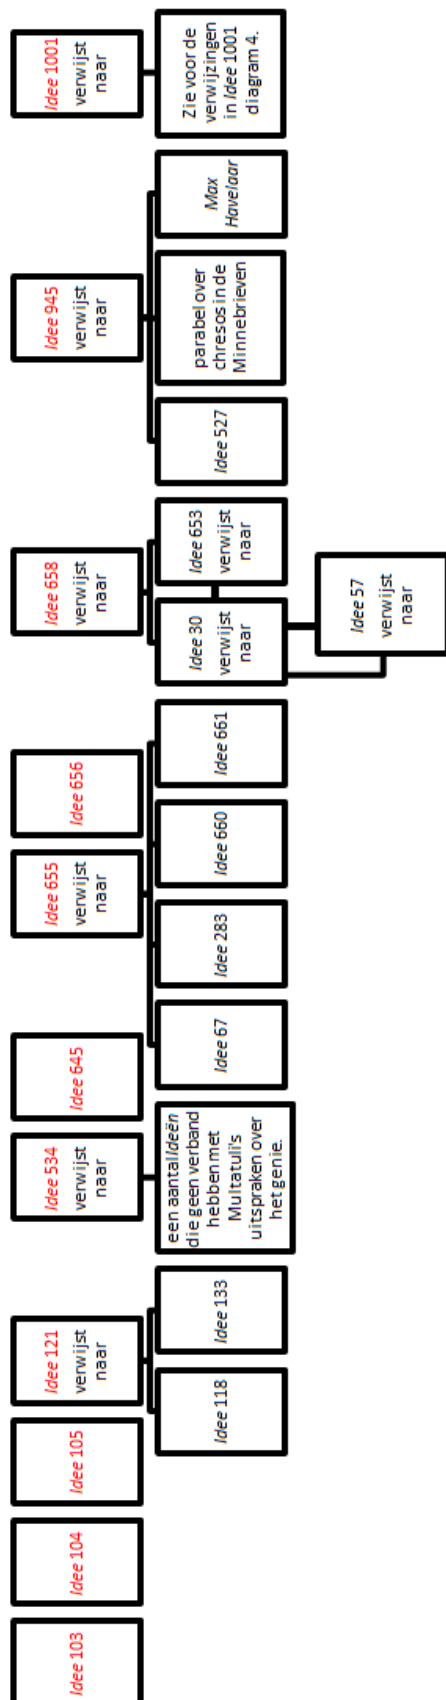 Idee 103
Idee 104
Idee 105
Idee 121
verwijst
naar
Idee 118
Idee 133
Idee 534
verwijst
naar
een aantal Ideën
die geen verband
hebben met
Multatuli's
uitspraken over
het genie.
Idee 645
Idee 655
verwijst
naar
Idee 67
Idee 283
Idee 660
Idee 661
Idee 656
Idee 658
verwijst
naar
Idee 30
verwijst
naar
Idee 653
verwijst
naar
Idee 57
verwijst
naar
Idee 945
verwijst
naar
Idee 527
parabel over
chresos in de
Minnebrieven
Max
Havelaar
Idee 1001
verwijst
naar
Zie voor de
verwijzingen
in Idee 1001
diagram 4.